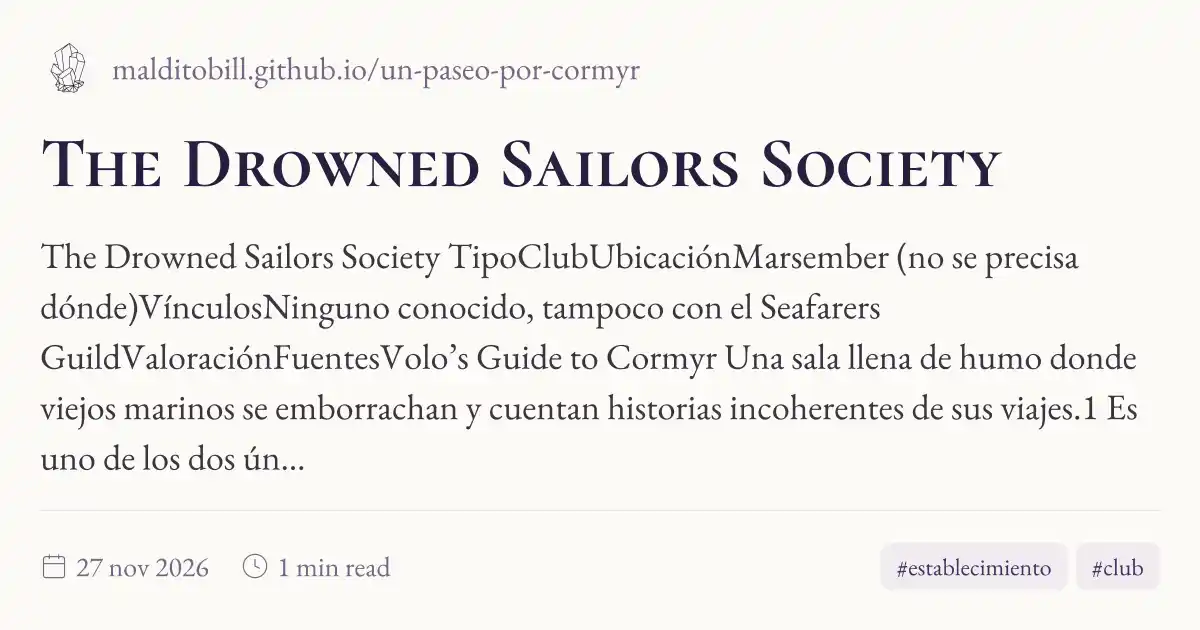 malditobill.github.io/un-paseo-por-cormyr
The Drowned Sailors Society
The Drowned Sailors Society TipoClubUbicaciónMarsember (no se precisa
dónde)VínculosNinguno conocido, tampoco con el Seafarers
GuildValoraciónFuentesVolo’s Guide to Cormyr Una sala llena de humo donde
viejos marinos se emborrachan y cuentan historias incoherentes de sus viajes.1 Es
uno de los dos ún...
27 nov 2026 1 min read #establecimiento #club